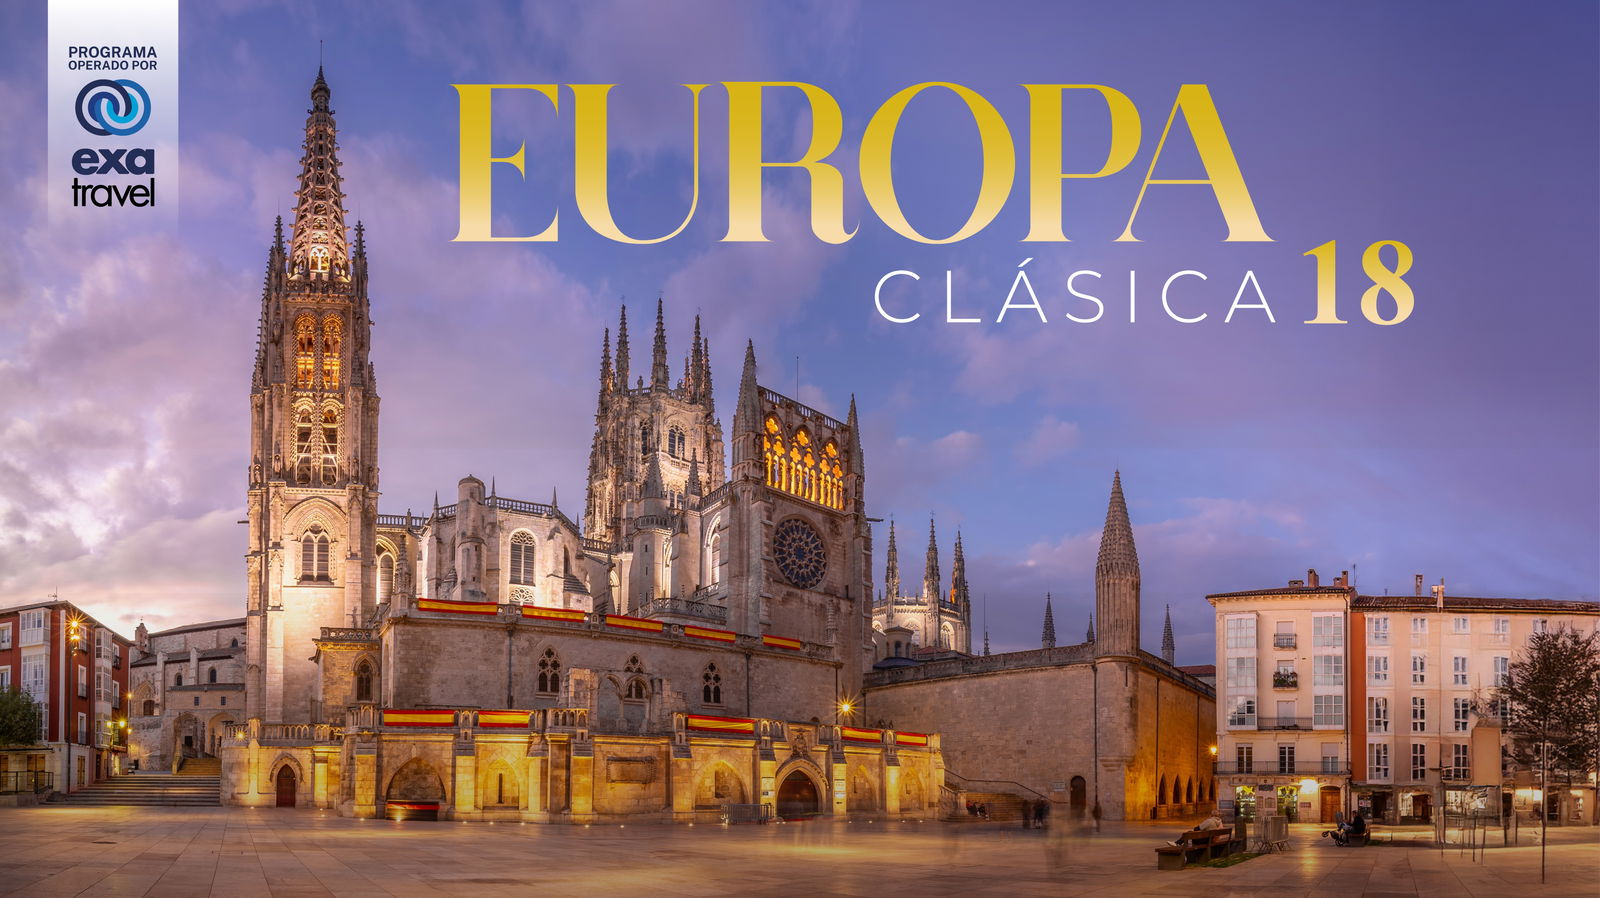 PROGRAMA
OPERADO POR
exa
travel
EUROPA
CLÁSICA 18